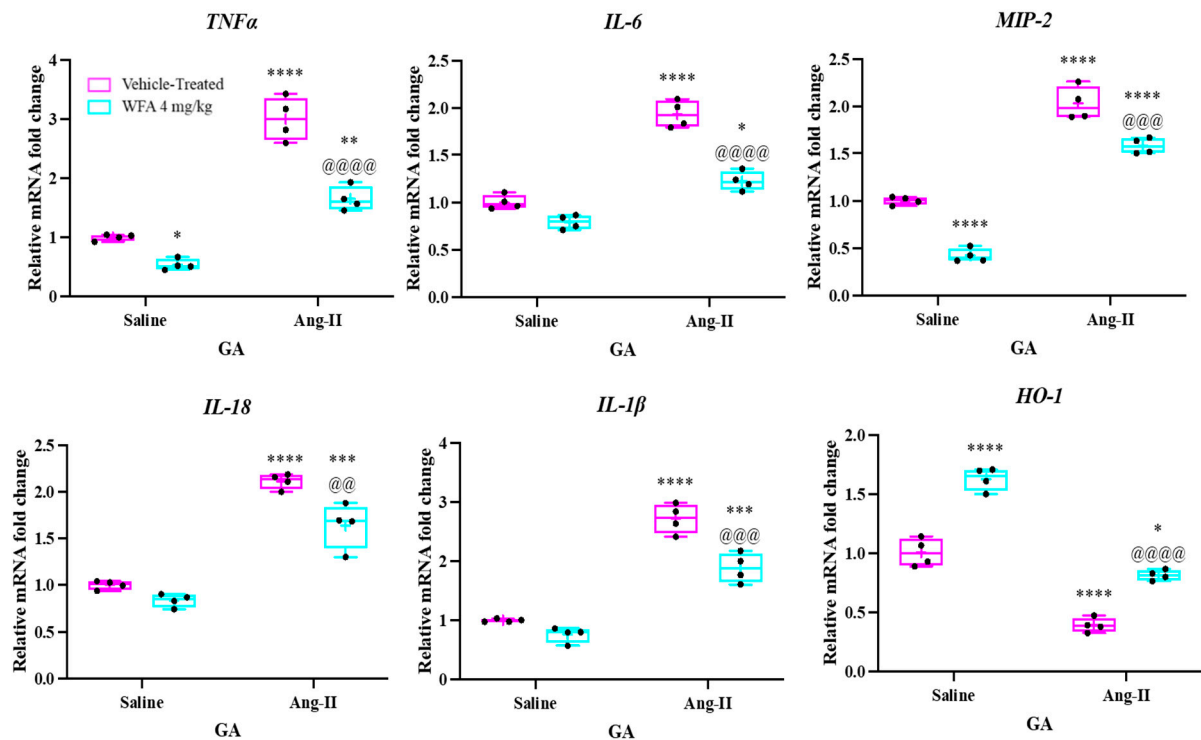 TNFα
Relative mRNA fold change
4
3
2
1
0
Vehicle-Treated
WFA 4 mg/kg
*
****
**
@@@@
Saline
Ang-II
GA
IL-6
Relative mRNA fold change
2.5
2.0
1.5
1.0
0.5
0.0
****
*
@@@@
Saline
Ang-II
GA
MIP-2
Relative mRNA fold change
2.5
2.0
1.5
1.0
0.5
0.0
****
****
****
@@@
Saline
Ang-II
GA
IL-18
Relative mRNA fold change
2.5
2.0
1.5
1.0
0.5
0.0
****
***
@@
Saline
Ang-II
GA
IL-1β
Relative mRNA fold change
4
3
2
1
0
****
***
@@@
Saline
Ang-II
GA
HO-1
Relative mRNA fold change
2.0
1.5
1.0
0.5
0.0
****
****
*
@@@@
Saline
Ang-II
GA